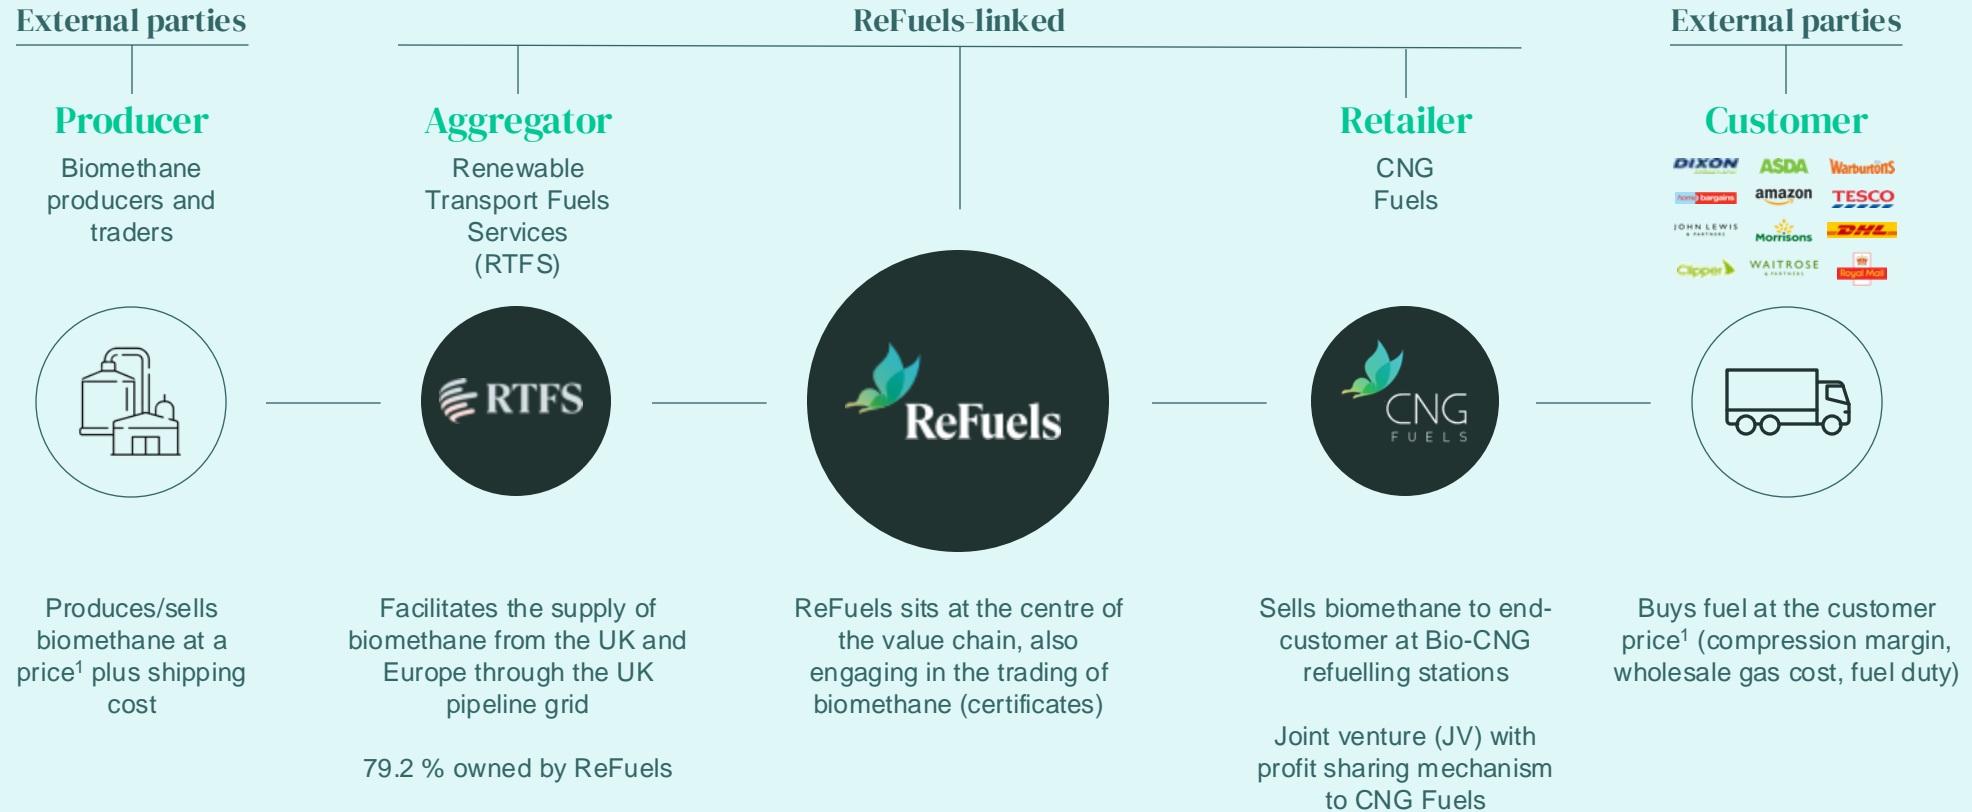 External parties
ReFuels-linked
External parties
Producer
Biomethane
producers and
traders
Aggregator
Renewable
Transport Fuels
Services
(RTFS)
Retailer
CNG
Fuels
Customer
DIXON
ASDA
Warburtons
home bargains
amazon
TESCO
JOHN LEWIS
& PARTNERS
Morrisons
DHL
Clipper
WAITROSE
& PARTNERS
Royal Mail
RTFS
ReFuels
CNG
FUELS
Produces/sells
biomethane at a
price¹ plus shipping
cost
Facilitates the supply of
biomethane from the UK and
Europe through the UK
pipeline grid
79.2 % owned by ReFuels
ReFuels sits at the centre of
the value chain, also
engaging in the trading of
biomethane (certificates)
Sells biomethane to end-
customer at Bio-CNG
refuelling stations
Joint venture (JV) with
profit sharing mechanism
to CNG Fuels
Buys fuel at the customer
price¹ (compression margin,
wholesale gas cost, fuel duty)